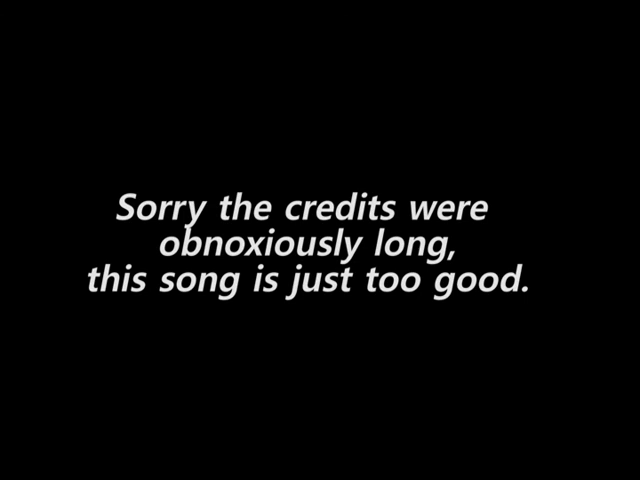 Sorry the credits were
obnoxiously long,
this song is just too good.